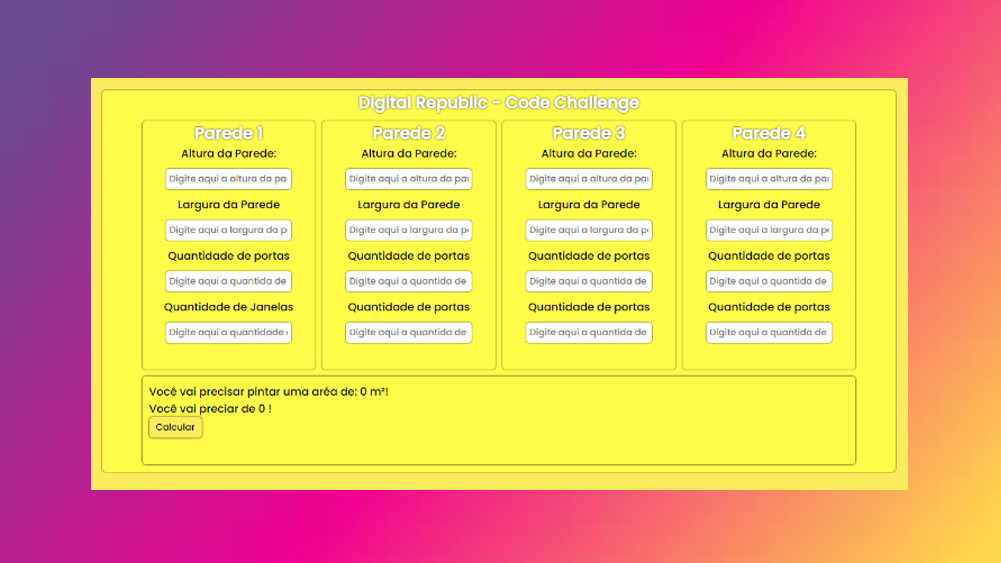 Digital Republic - Code Challenge
Parede 1
Altura da Parede:
Digite aqui a altura da pa
Largura da Parede
Digite aqui a largura da p
Quantidade de portas
Digite aqui a quantida de
Quantidade de Janelas
Digite aqui a quantidade
Parede 2
Altura da Parede:
Digite aqui a altura da pa
Largura da Parede
Digite aqui a largura da p
Quantidade de portas
Digite aqui a quantida de
Quantidade de portas
Digite aqui a quantida de
Parede 3
Altura da Parede:
Digite aqui a altura da pa
Largura da Parede
Digite aqui a largura da p
Quantidade de portas
Digite aqui a quantida de
Quantidade de portas
Digite aqui a quantida de
Parede 4
Altura da Parede:
Digite aqui a altura da pa
Largura da Parede
Digite aqui a largura da p
Quantidade de portas
Digite aqui a quantida de
Quantidade de portas
Digite aqui a quantida de
Você vai precisar pintar uma aréa de: 0 m²!
Você vai preciar de 0 !
Calcular